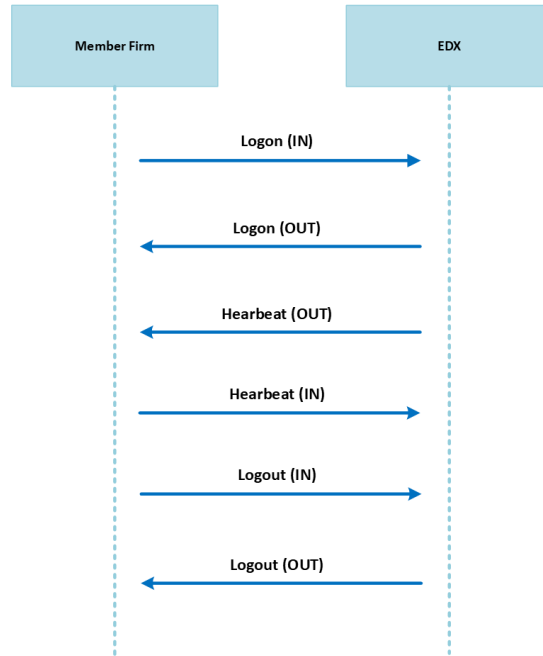 Member Firm
EDX
Logon (IN)
Logon (OUT)
Hearbeat (OUT)
Hearbeat (IN)
Logout (IN)
Logout (OUT)